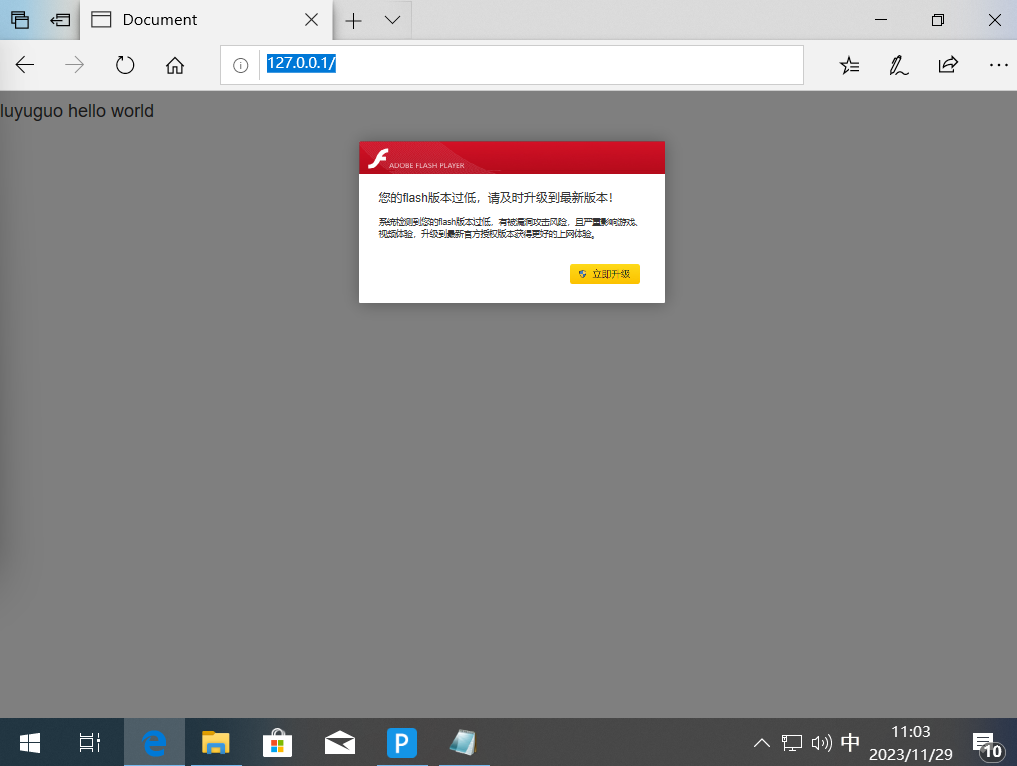 Document
127.0.0.1/
luyuguo hello world
ADOBE FLASH PLAYER
您的flash版本过低，请及时升级到最新版本！
系统检测到您的flash版本过低，有被漏洞攻击风险，且严重影响游戏、
视频体验，升级到最新官方授权版本获得更好的上网体验。
立即升级
P
中
11:03
2023/11/29
10